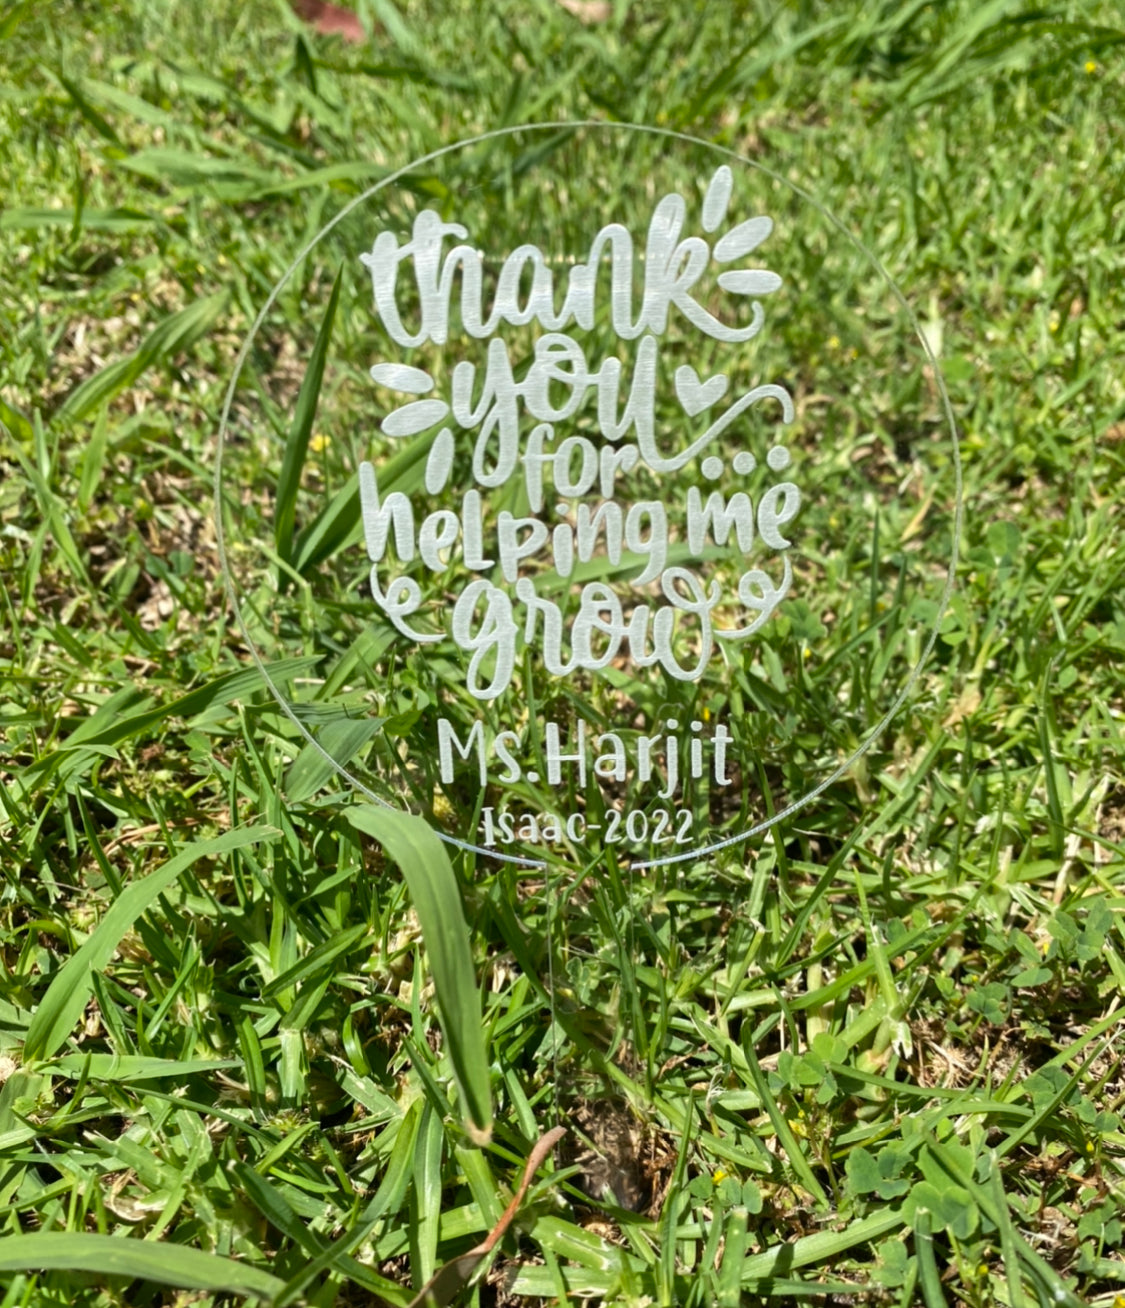 thank
you
for
helping me
grow
Ms.Harjit
Isaac-2022